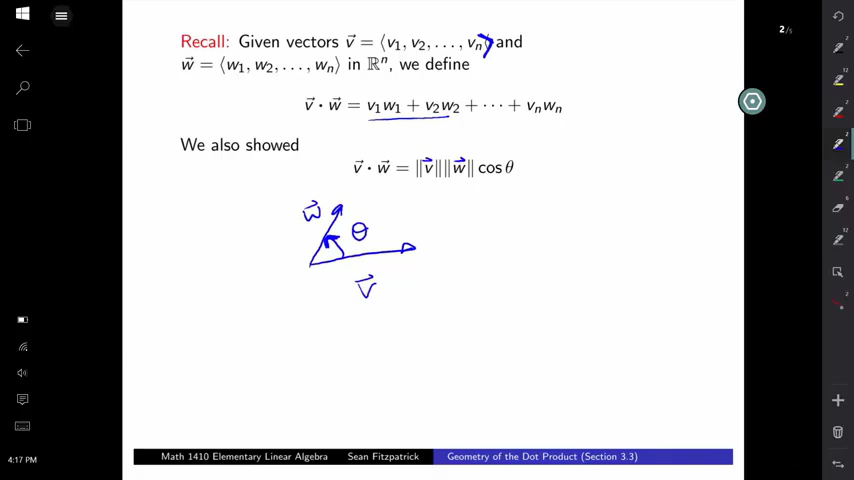 2/5
Recall: Given vectors v⃗ = ⟨v₁, v₂, . . . , vₙ⟩ and
w⃗ = ⟨w₁, w₂, . . . , wₙ⟩ in ℝⁿ, we define
v⃗ · w⃗ = v₁w₁ + v₂w₂ + · · · + vₙwₙ
We also showed
v⃗ · w⃗ = ‖v⃗‖‖w⃗‖ cos θ
w⃗
θ
v⃗
4:17 PM
Math 1410 Elementary Linear Algebra Sean Fitzpatrick Geometry of the Dot Product (Section 3.3)